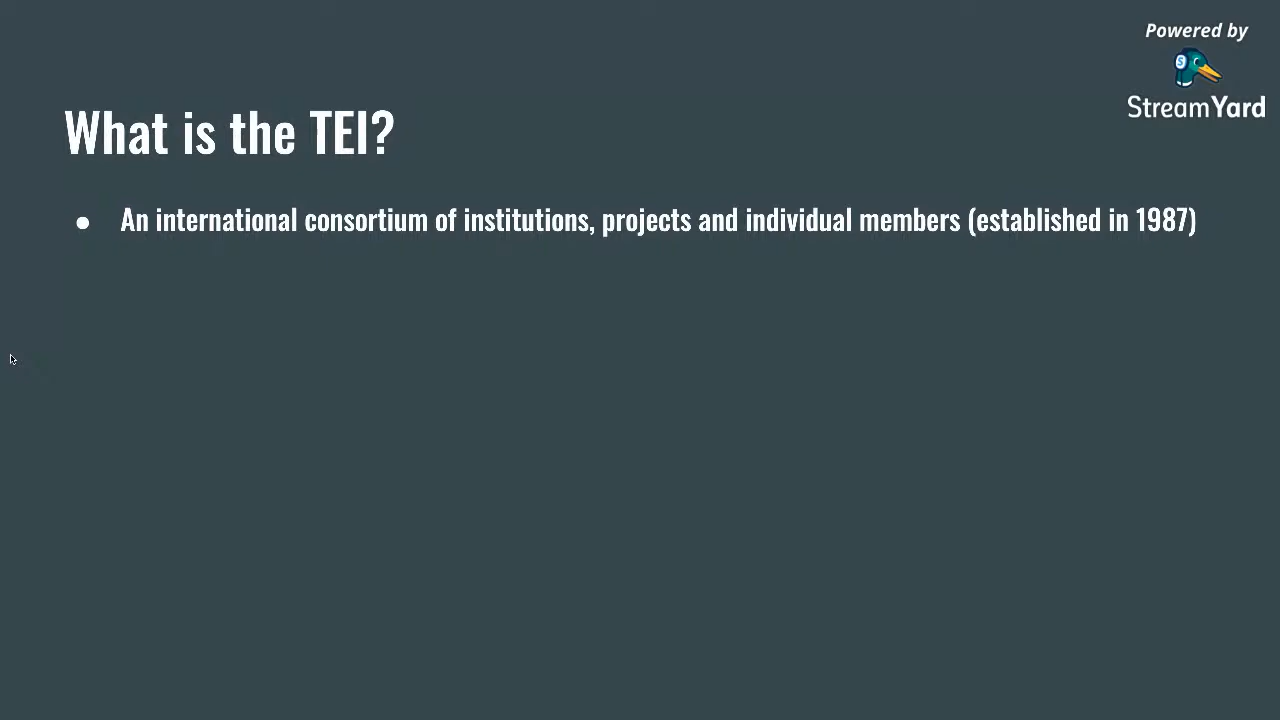 Powered by
StreamYard
What is the TEI?
● An international consortium of institutions, projects and individual members (established in 1987)